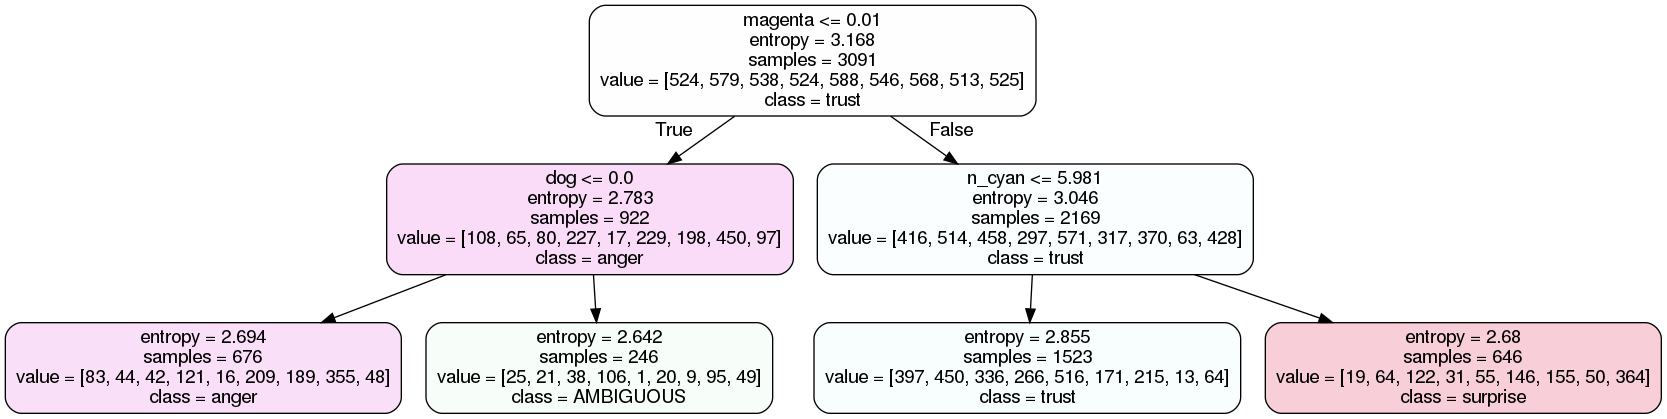 magenta <= 0.01
entropy = 3.168
samples = 3091
value = [524, 579, 538, 524, 588, 546, 568, 513, 525]
class = trust
True
False
dog <= 0.0
entropy = 2.783
samples = 922
value = [108, 65, 80, 227, 17, 229, 198, 450, 97]
class = anger
n_cyan <= 5.981
entropy = 3.046
samples = 2169
value = [416, 514, 458, 297, 571, 317, 370, 63, 428]
class = trust
entropy = 2.694
samples = 676
value = [83, 44, 42, 121, 16, 209, 189, 355, 48]
class = anger
entropy = 2.642
samples = 246
value = [25, 21, 38, 106, 1, 20, 9, 95, 49]
class = AMBIGUOUS
entropy = 2.855
samples = 1523
value = [397, 450, 336, 266, 516, 171, 215, 13, 64]
class = trust
entropy = 2.68
samples = 646
value = [19, 64, 122, 31, 55, 146, 155, 50, 364]
class = surprise